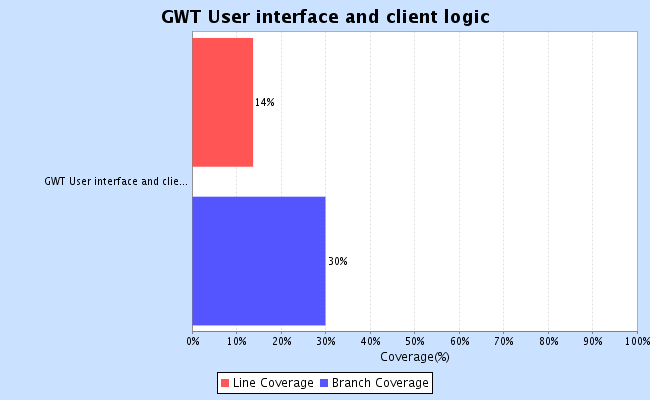 GWT User interface and client logic
14%
GWT User interface and clie...
30%
0% 10% 20% 30% 40% 50% 60% 70% 80% 90% 100%
Coverage(%)
Line Coverage Branch Coverage